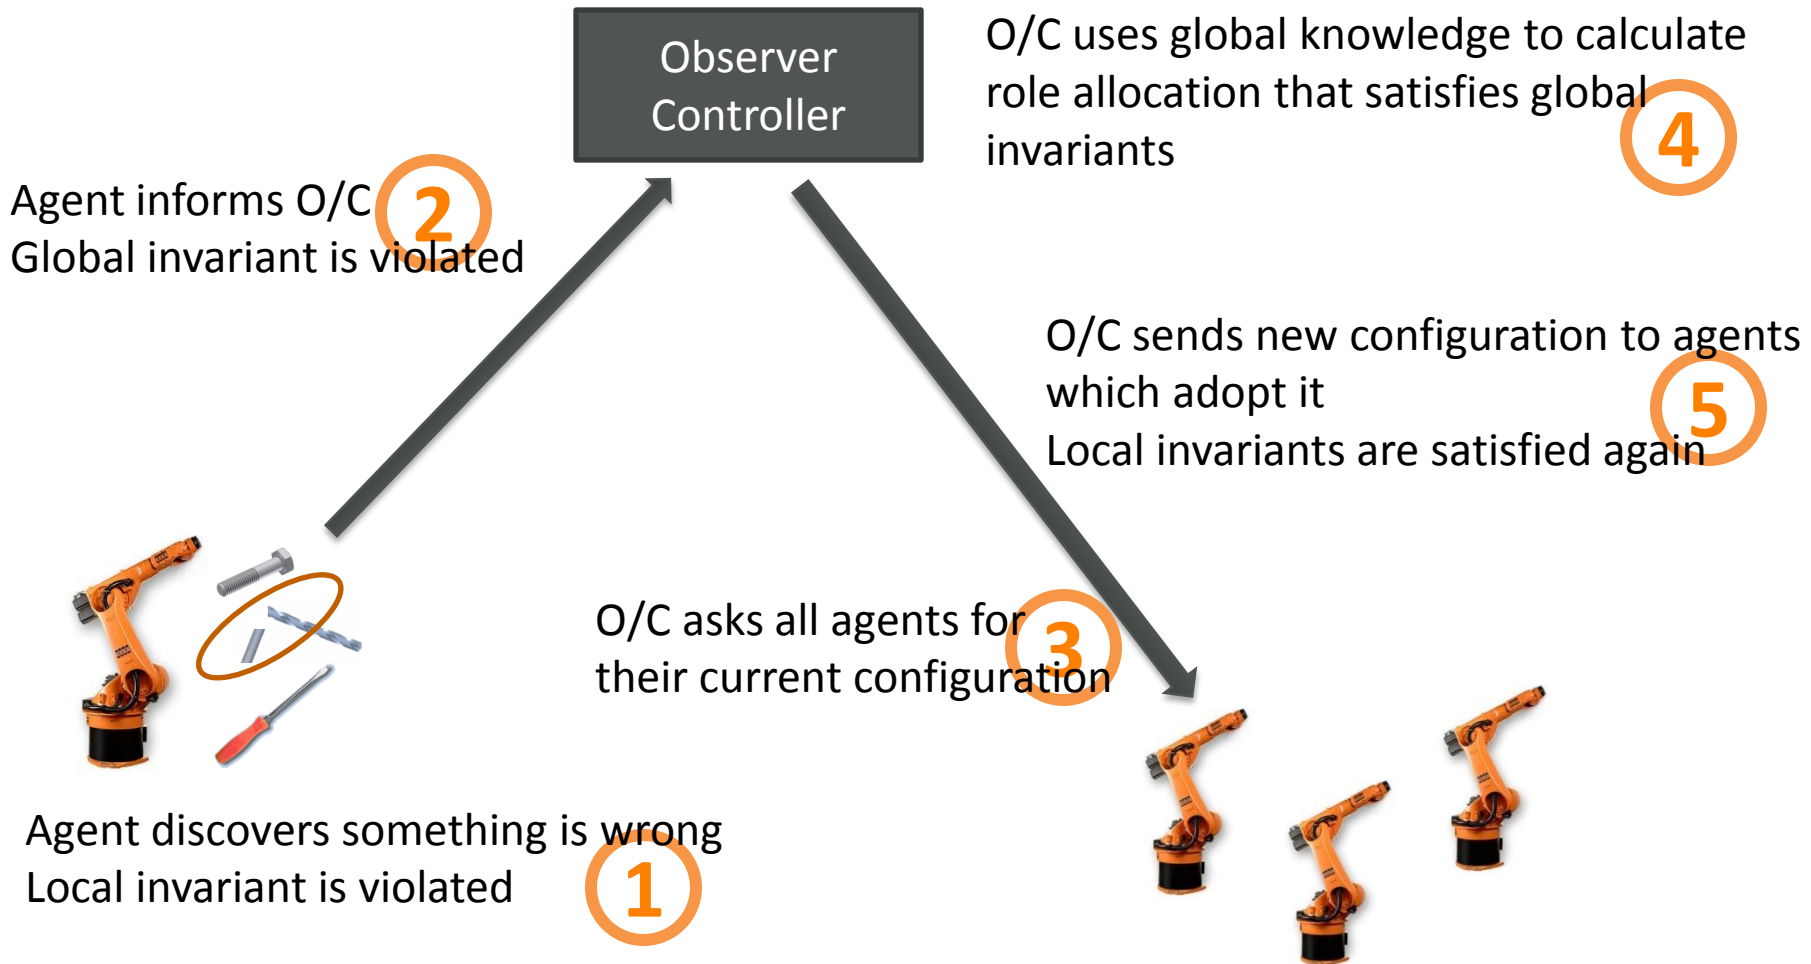 Observer
Controller
O/C uses global knowledge to calculate
role allocation that satisfies global
invariants
4
Agent informs O/C
Global invariant is violated
2
O/C sends new configuration to agents
which adopt it
Local invariants are satisfied again
5
O/C asks all agents for
their current configuration
3
Agent discovers something is wrong
Local invariant is violated
1